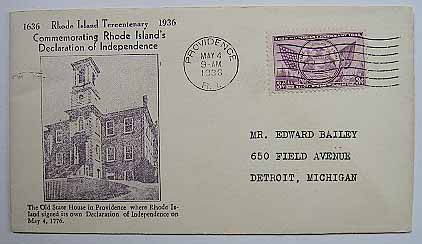 1636 Rhode Island Tercentenary 1936
Commemorating Rhode Island's
Declaration of Independence
PROVIDENCE
MAY 4
9-AM
1936
R. I.
MR. EDWARD BAILEY
650 FIELD AVENUE
DETROIT, MICHIGAN
The Old State House in Providence where Rhode Is-
land signed its own Declaration of Independence on
May 4, 1776.